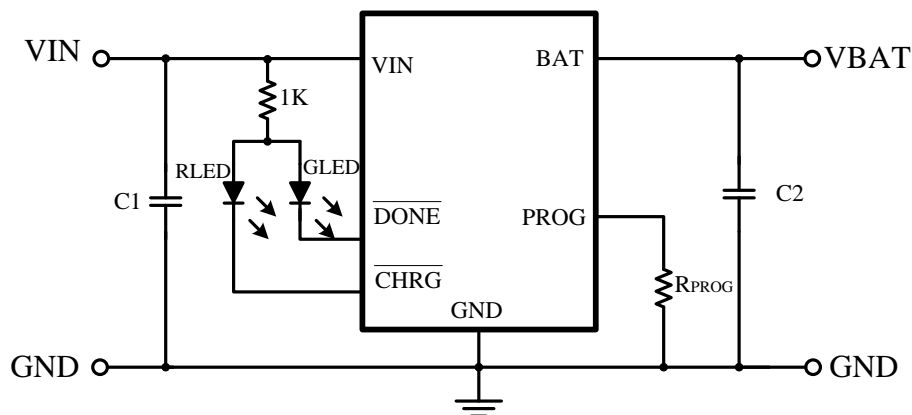 VIN
VIN
BAT
VBAT
1K
RLED
GLED
C1
DONE
PROG
C2
CHRG
RPROG
GND
GND
GND